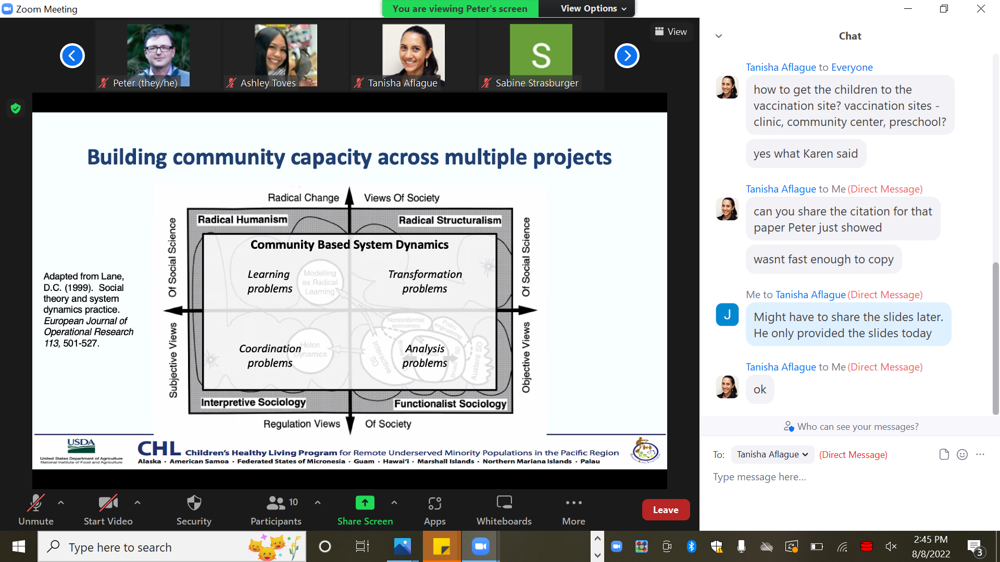 Zoom Meeting
You are viewing Peter's screen
View Options
View
Peter (they/he)
Ashley Toves
Tanisha Aflague
S
Sabine Strasburger
Building community capacity across multiple projects
Radical Change
Views Of Society
Of Social Science
Of Social Science
Radical Humanism
Radical Structuralism
Community Based System Dynamics
Learning
problems
Modelling
as Radical
Learning
Transformation
problems
Adapted from Lane,
D.C. (1999). Social
theory and system
dynamics practice.
European Journal of
Operational Research
113, 501-527.
Subjective Views
Objective Views
Nonconformist
economics
Policy
engineering
Coordination
problems
Holon
Dynamics
Interactive
SD
Analysis
problems
Broad
Broad SD
Austere SD
Interpretive Sociology
Functionalist Sociology
Regulation Views
Of Society
USDA
United States Department of Agriculture
National Institute of Food and Agriculture
CHL Children's Healthy Living Program for Remote Underserved Minority Populations in the Pacific Region
Alaska · American Samoa · Federated States of Micronesia · Guam · Hawai‘i · Marshall Islands · Northern Mariana Islands · Palau
Unmute
Start Video
Security
10
Participants
Share Screen
Apps
Whiteboards
More
Leave
Chat
Tanisha Aflague to Everyone
how to get the children to the
vaccination site? vaccination sites -
clinic, community center, preschool?
yes what Karen said
Tanisha Aflague to Me (Direct Message)
can you share the citation for that
paper Peter just showed
wasnt fast enough to copy
Me to Tanisha Aflague (Direct Message)
J
Might have to share the slides later.
He only provided the slides today
Tanisha Aflague to Me (Direct Message)
ok
Who can see your messages?
To: Tanisha Aflague (Direct Message)
Type message here...
Type here to search
2:45 PM
8/8/2022
3